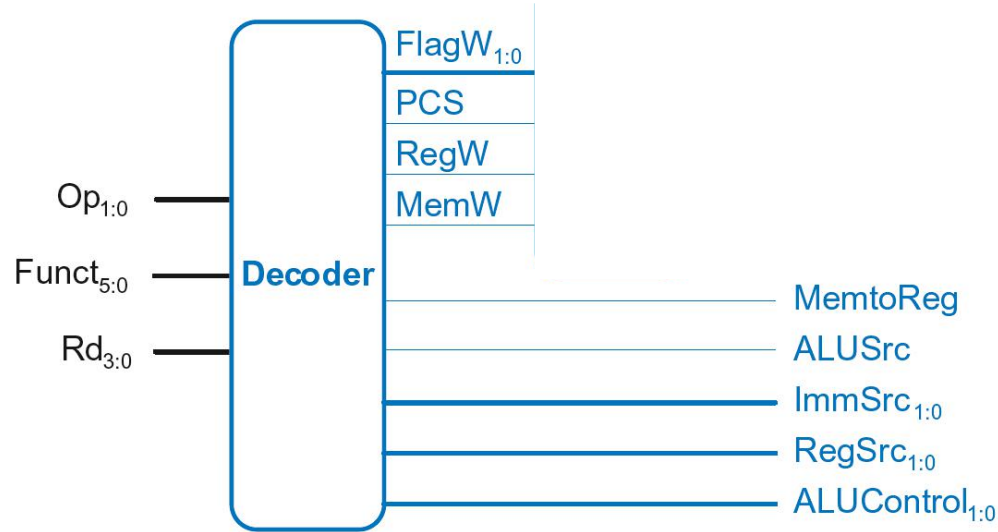 FlagW1:0
PCS
RegW
MemW
Op1:0
Funct5:0
Decoder
Rd3:0
MemtoReg
ALUSrc
ImmSrc1:0
RegSrc1:0
ALUControl1:0